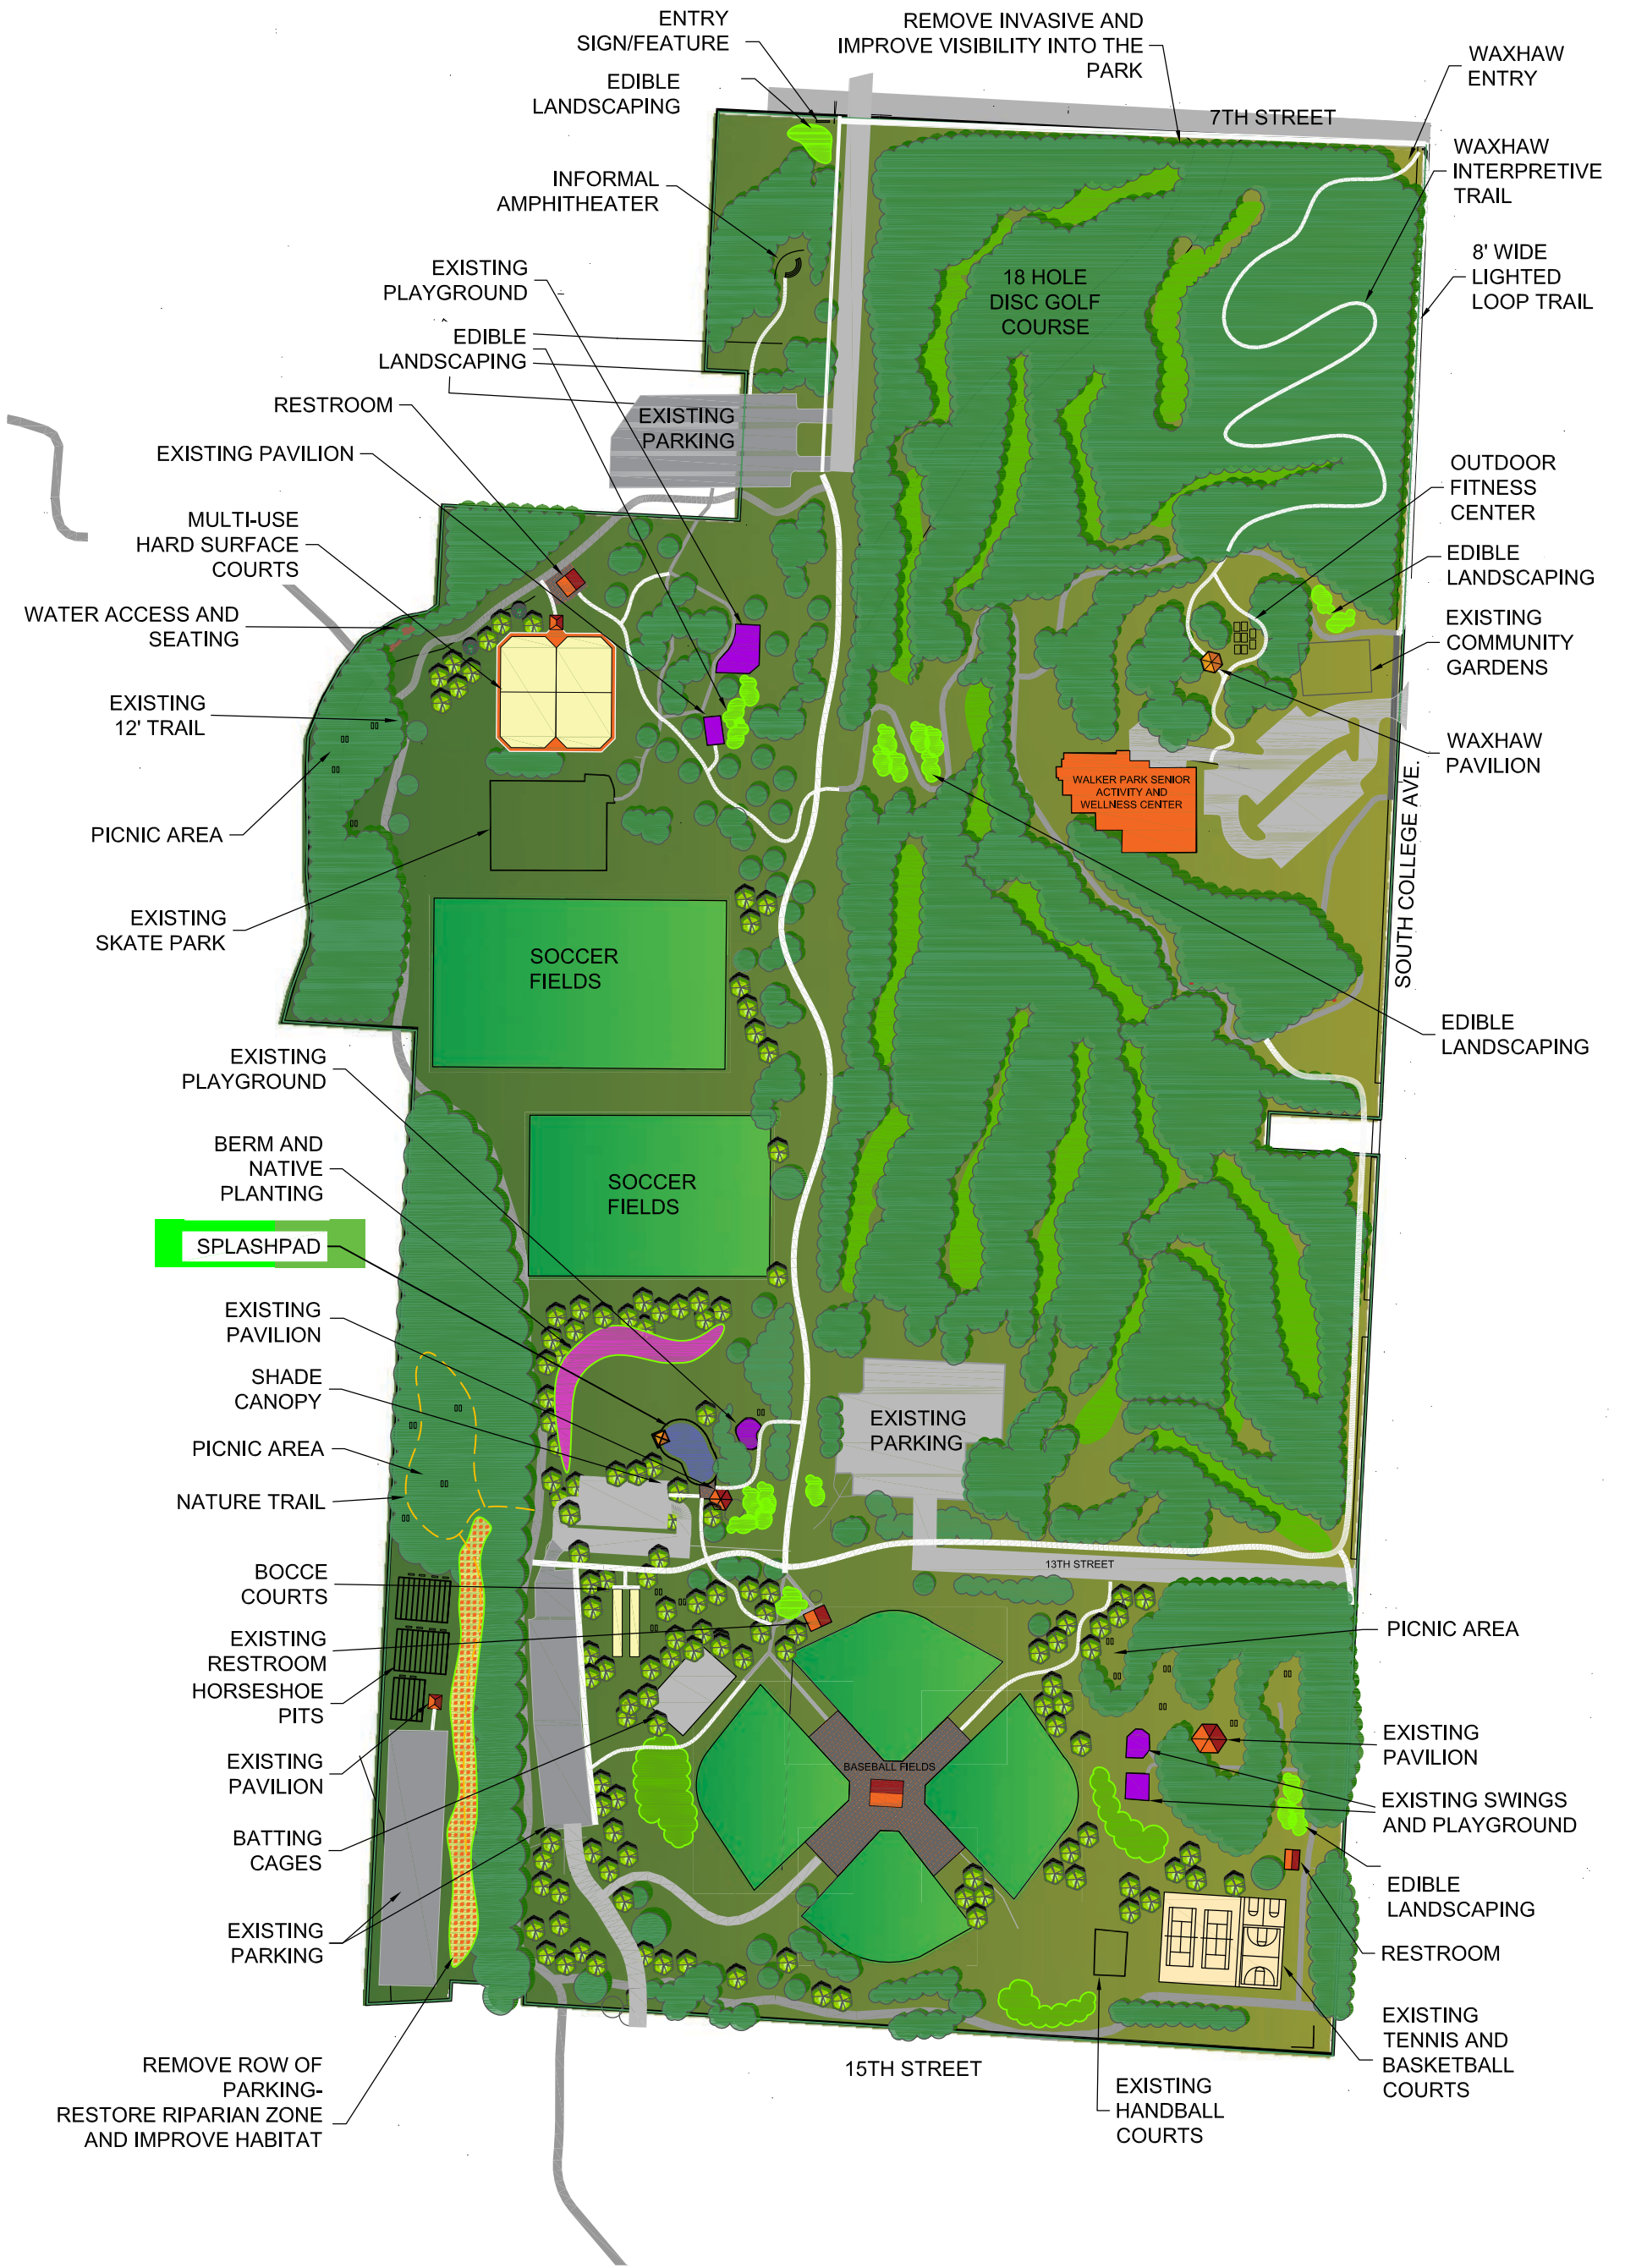 ENTRY
SIGN/FEATURE
REMOVE INVASIVE AND
IMPROVE VISIBILITY INTO THE
PARK
WAXHAW
ENTRY
EDIBLE
LANDSCAPING
7TH STREET
WAXHAW
INTERPRETIVE
TRAIL
INFORMAL
AMPHITHEATER
8' WIDE
LIGHTED
LOOP TRAIL
EXISTING
PLAYGROUND
18 HOLE
DISC GOLF
COURSE
EDIBLE
LANDSCAPING
RESTROOM
EXISTING
PARKING
EXISTING PAVILION
OUTDOOR
FITNESS
CENTER
MULTI-USE
HARD SURFACE
COURTS
EDIBLE
LANDSCAPING
WATER ACCESS AND
SEATING
EXISTING
COMMUNITY
GARDENS
EXISTING
12' TRAIL
WAXHAW
PAVILION
WALKER PARK SENIOR
ACTIVITY AND
WELLNESS CENTER
PICNIC AREA
SOUTH COLLEGE AVE.
EXISTING
SKATE PARK
SOCCER
FIELDS
EDIBLE
LANDSCAPING
EXISTING
PLAYGROUND
BERM AND
NATIVE
PLANTING
SOCCER
FIELDS
SPLASHPAD
EXISTING
PAVILION
SHADE
CANOPY
EXISTING
PARKING
PICNIC AREA
NATURE TRAIL
13TH STREET
BOCCE
COURTS
PICNIC AREA
EXISTING
RESTROOM
HORSESHOE
PITS
EXISTING
PAVILION
EXISTING
PAVILION
BASEBALL FIELDS
EXISTING SWINGS
AND PLAYGROUND
BATTING
CAGES
EDIBLE
LANDSCAPING
EXISTING
PARKING
RESTROOM
EXISTING
TENNIS AND
BASKETBALL
COURTS
15TH STREET
REMOVE ROW OF
PARKING-
RESTORE RIPARIAN ZONE
AND IMPROVE HABITAT
EXISTING
HANDBALL
COURTS